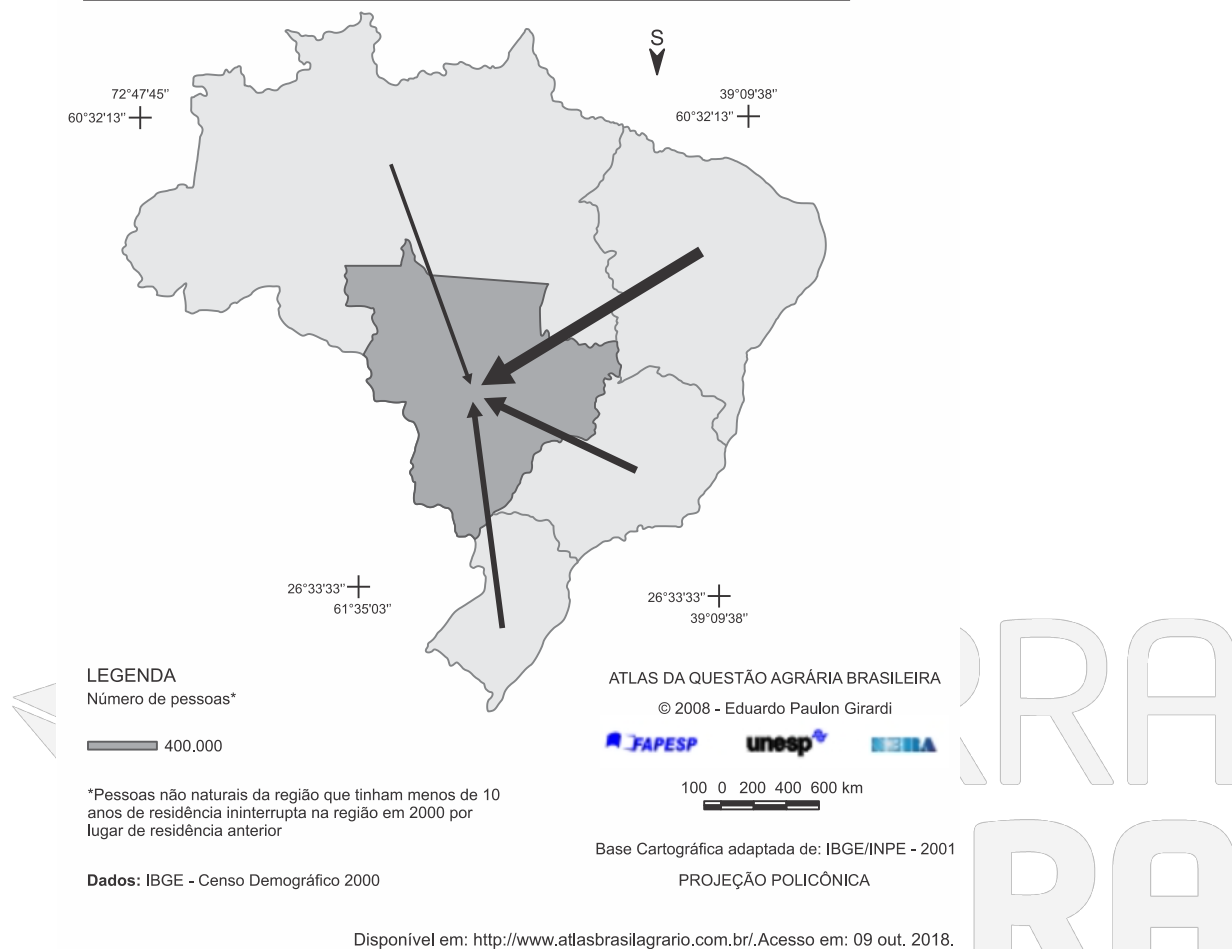 S
72°47'45"
60°32'13"
39°09'38"
60°32'13"
26°33'33"
61°35'03"
26°33'33"
39°09'38"
LEGENDA
Número de pessoas*
400.000
*Pessoas não naturais da região que tinham menos de 10
anos de residência ininterrupta na região em 2000 por
lugar de residência anterior
Dados: IBGE - Censo Demográfico 2000
ATLAS DA QUESTÃO AGRÁRIA BRASILEIRA
© 2008 - Eduardo Paulon Girardi
FAPESP unesp NERA
100 0 200 400 600 km
Base Cartográfica adaptada de: IBGE/INPE - 2001
PROJEÇÃO POLICÔNICA
Disponível em: http://www.atlasbrasilagrario.com.br/.Acesso em: 09 out. 2018.
RRA
RA